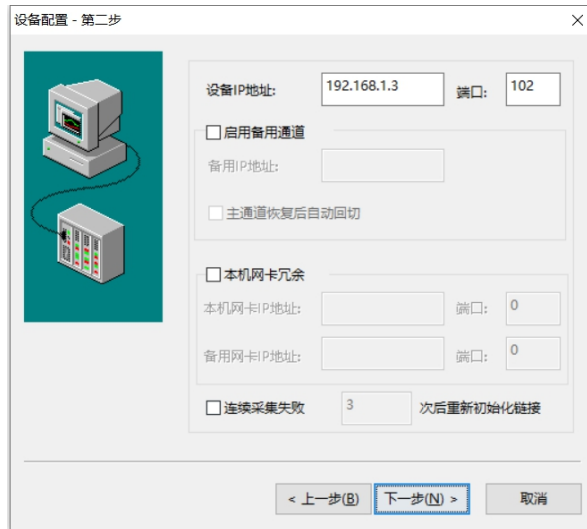 设备配置 - 第二步
设备IP地址: 192.168.1.3 端口: 102
启用备用通道
备用IP地址:
主通道恢复后自动回切
本机网卡冗余
本机网卡IP地址: 端口: 0
备用网卡IP地址: 端口: 0
连续采集失败 3 次后重新初始化链接
< 上一步(B) 下一步(N) > 取消